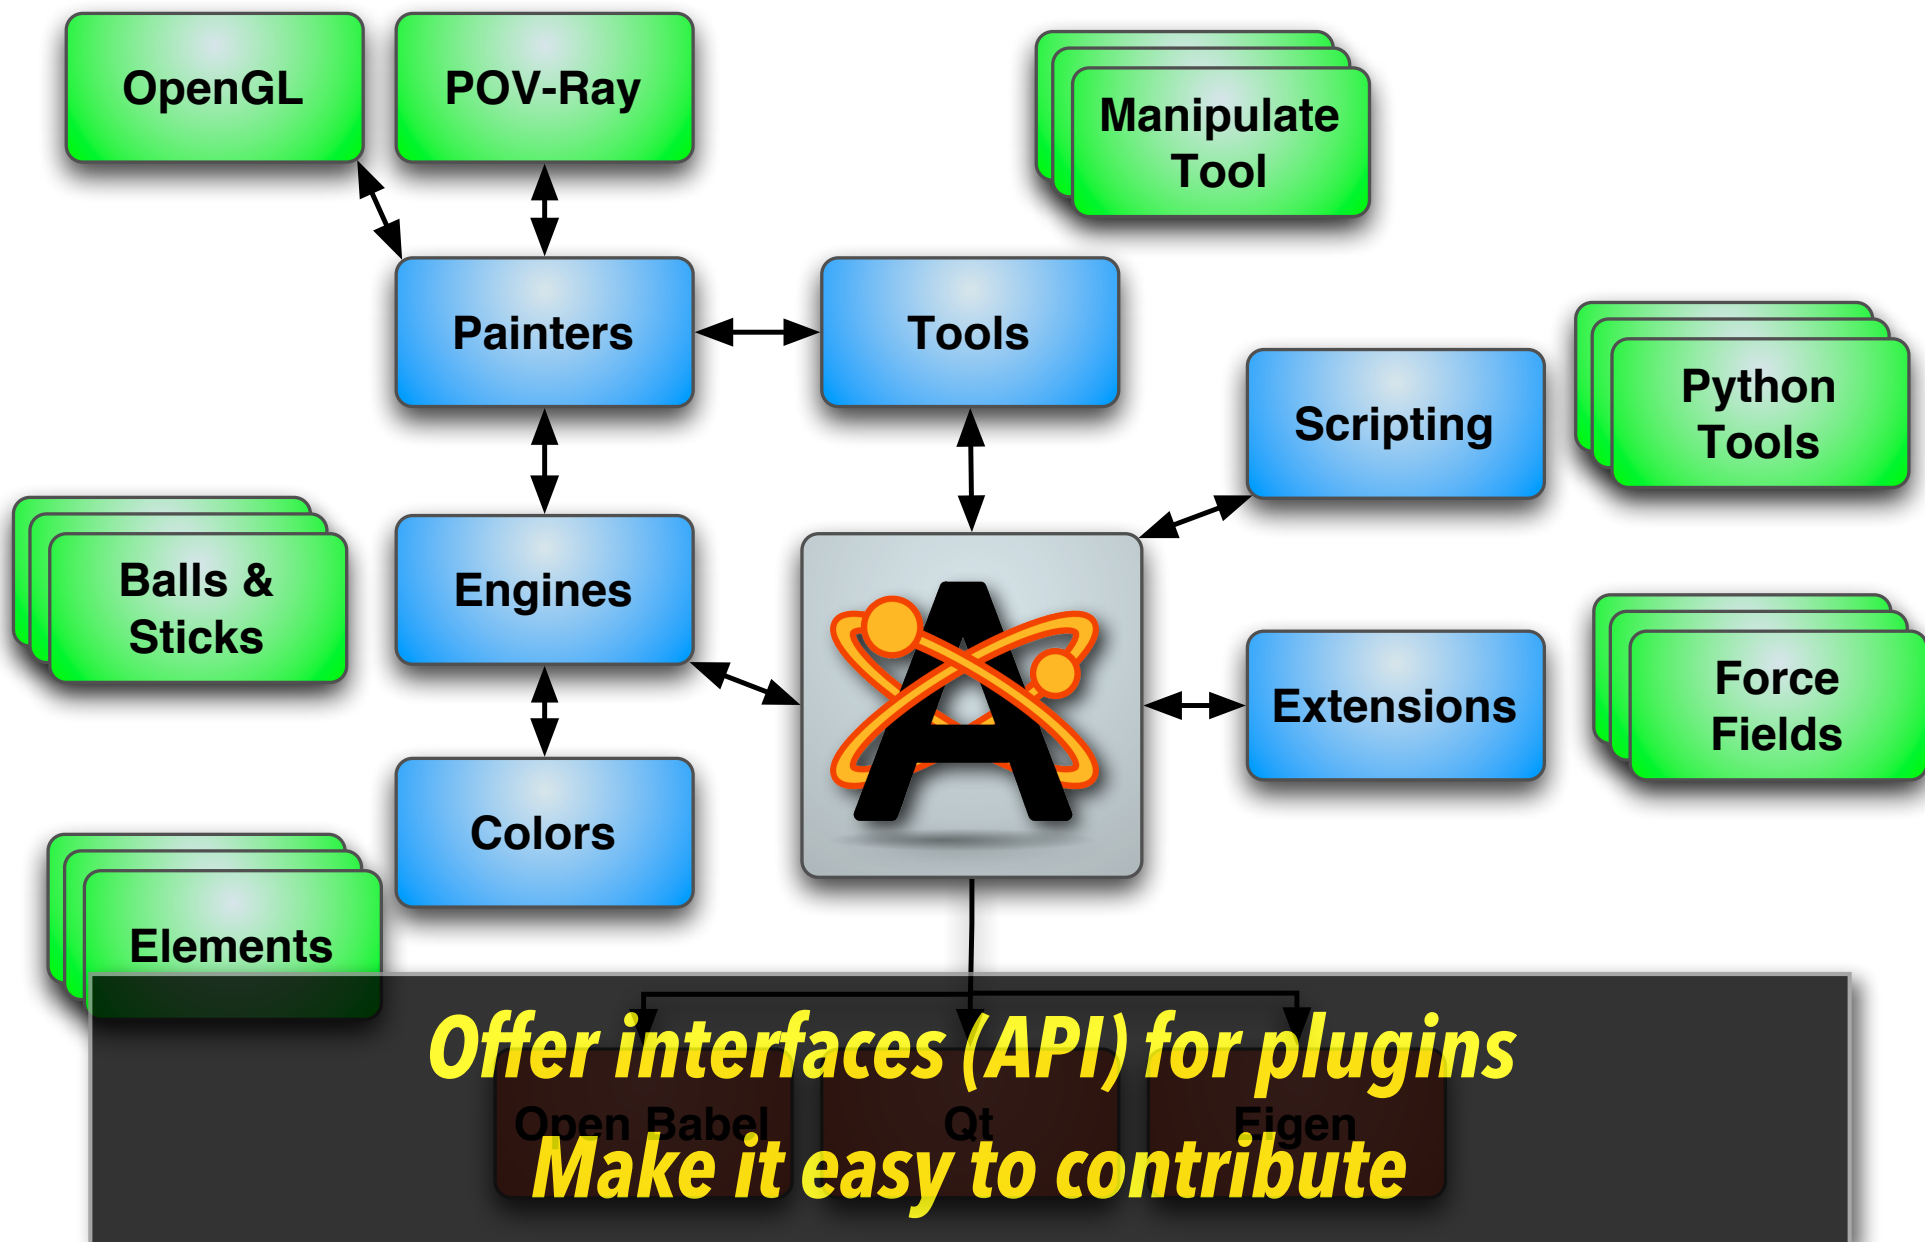 OpenGL
POV-Ray
Manipulate
Tool
Painters
Tools
Scripting
Python
Tools
Balls &
Sticks
Engines
Extensions
Force
Fields
Colors
Elements
Offer interfaces (API) for plugins
Open Babel
Qt
Eigen
Make it easy to contribute